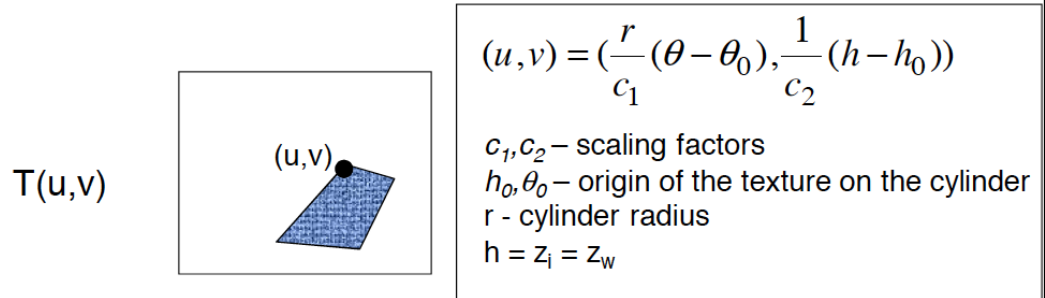 T(u,v)
(u,v)
(u,v) = (r/c₁ (θ − θ₀), 1/c₂ (h − h₀))
c₁,c₂ – scaling factors
h₀,θ₀ – origin of the texture on the cylinder
r - cylinder radius
h = zᵢ = z_w